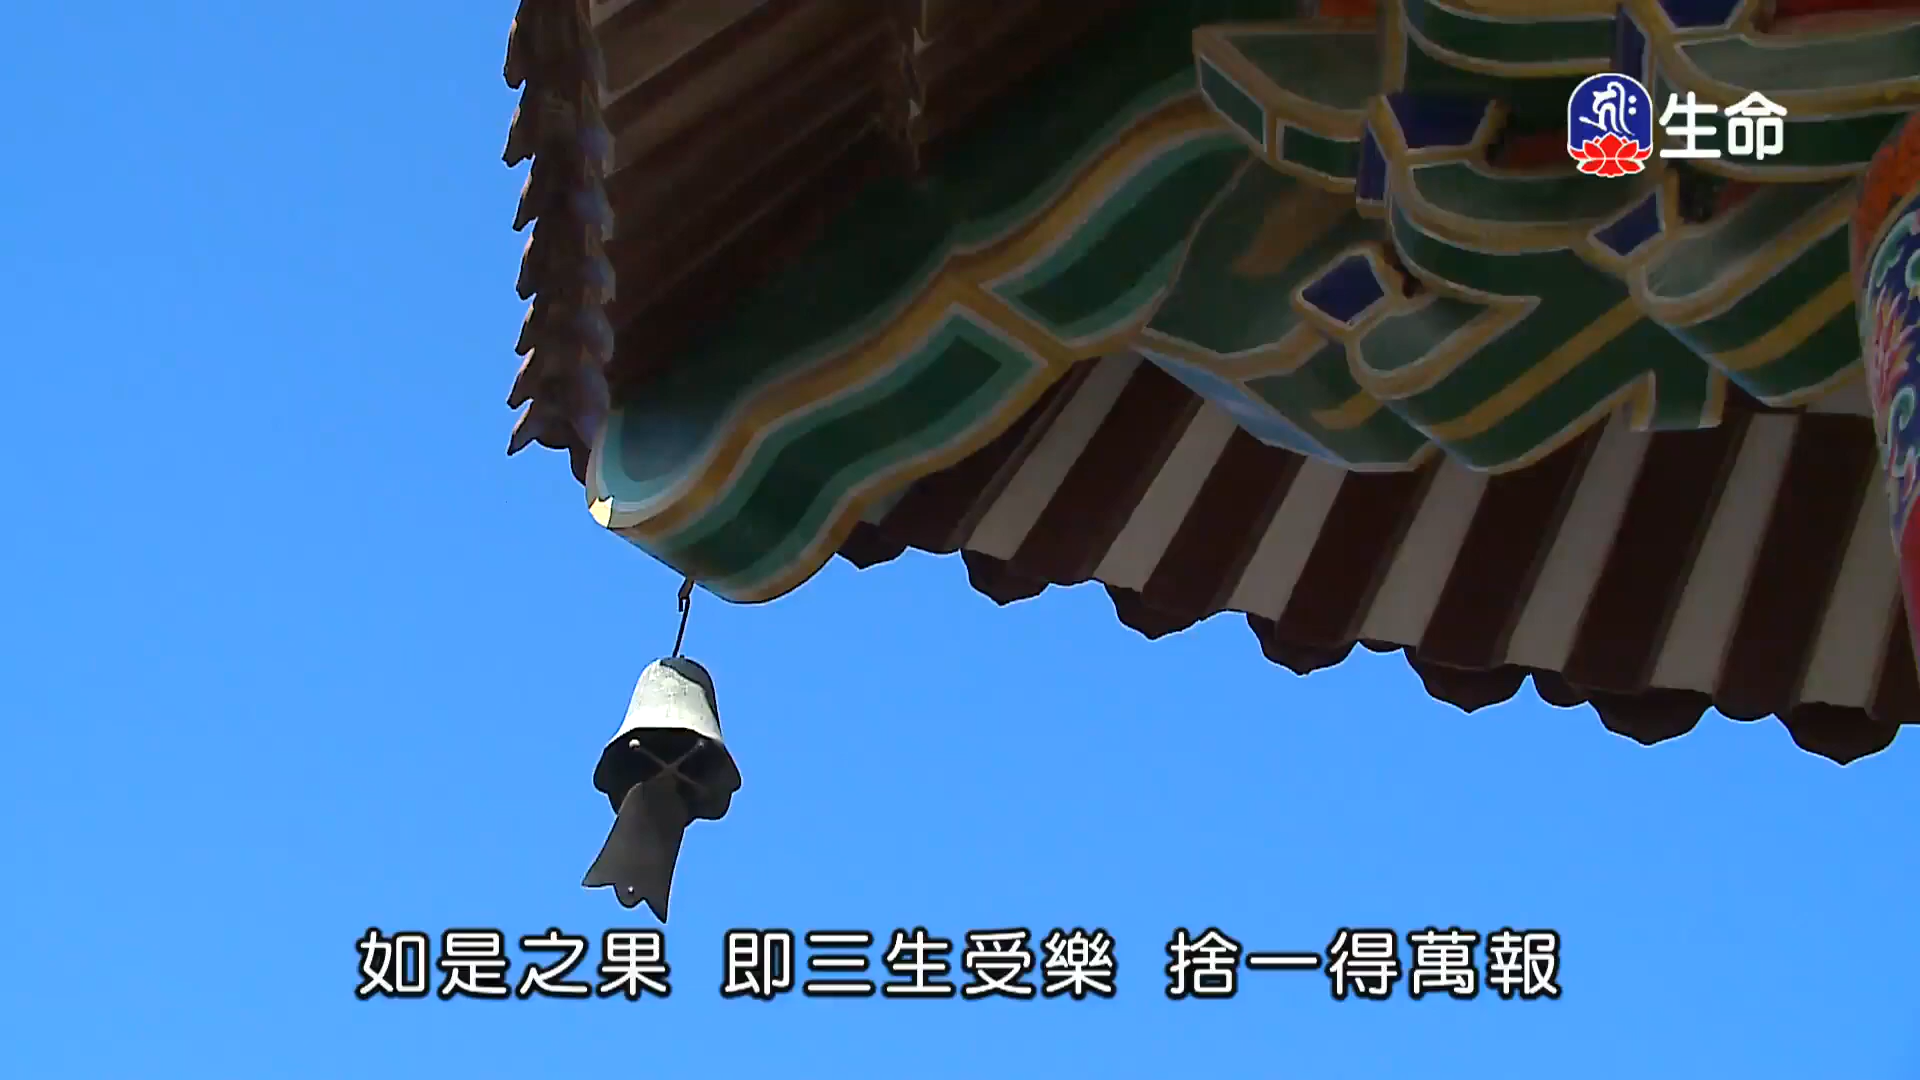 生命
如是之果 即三生受樂 捨一得萬報